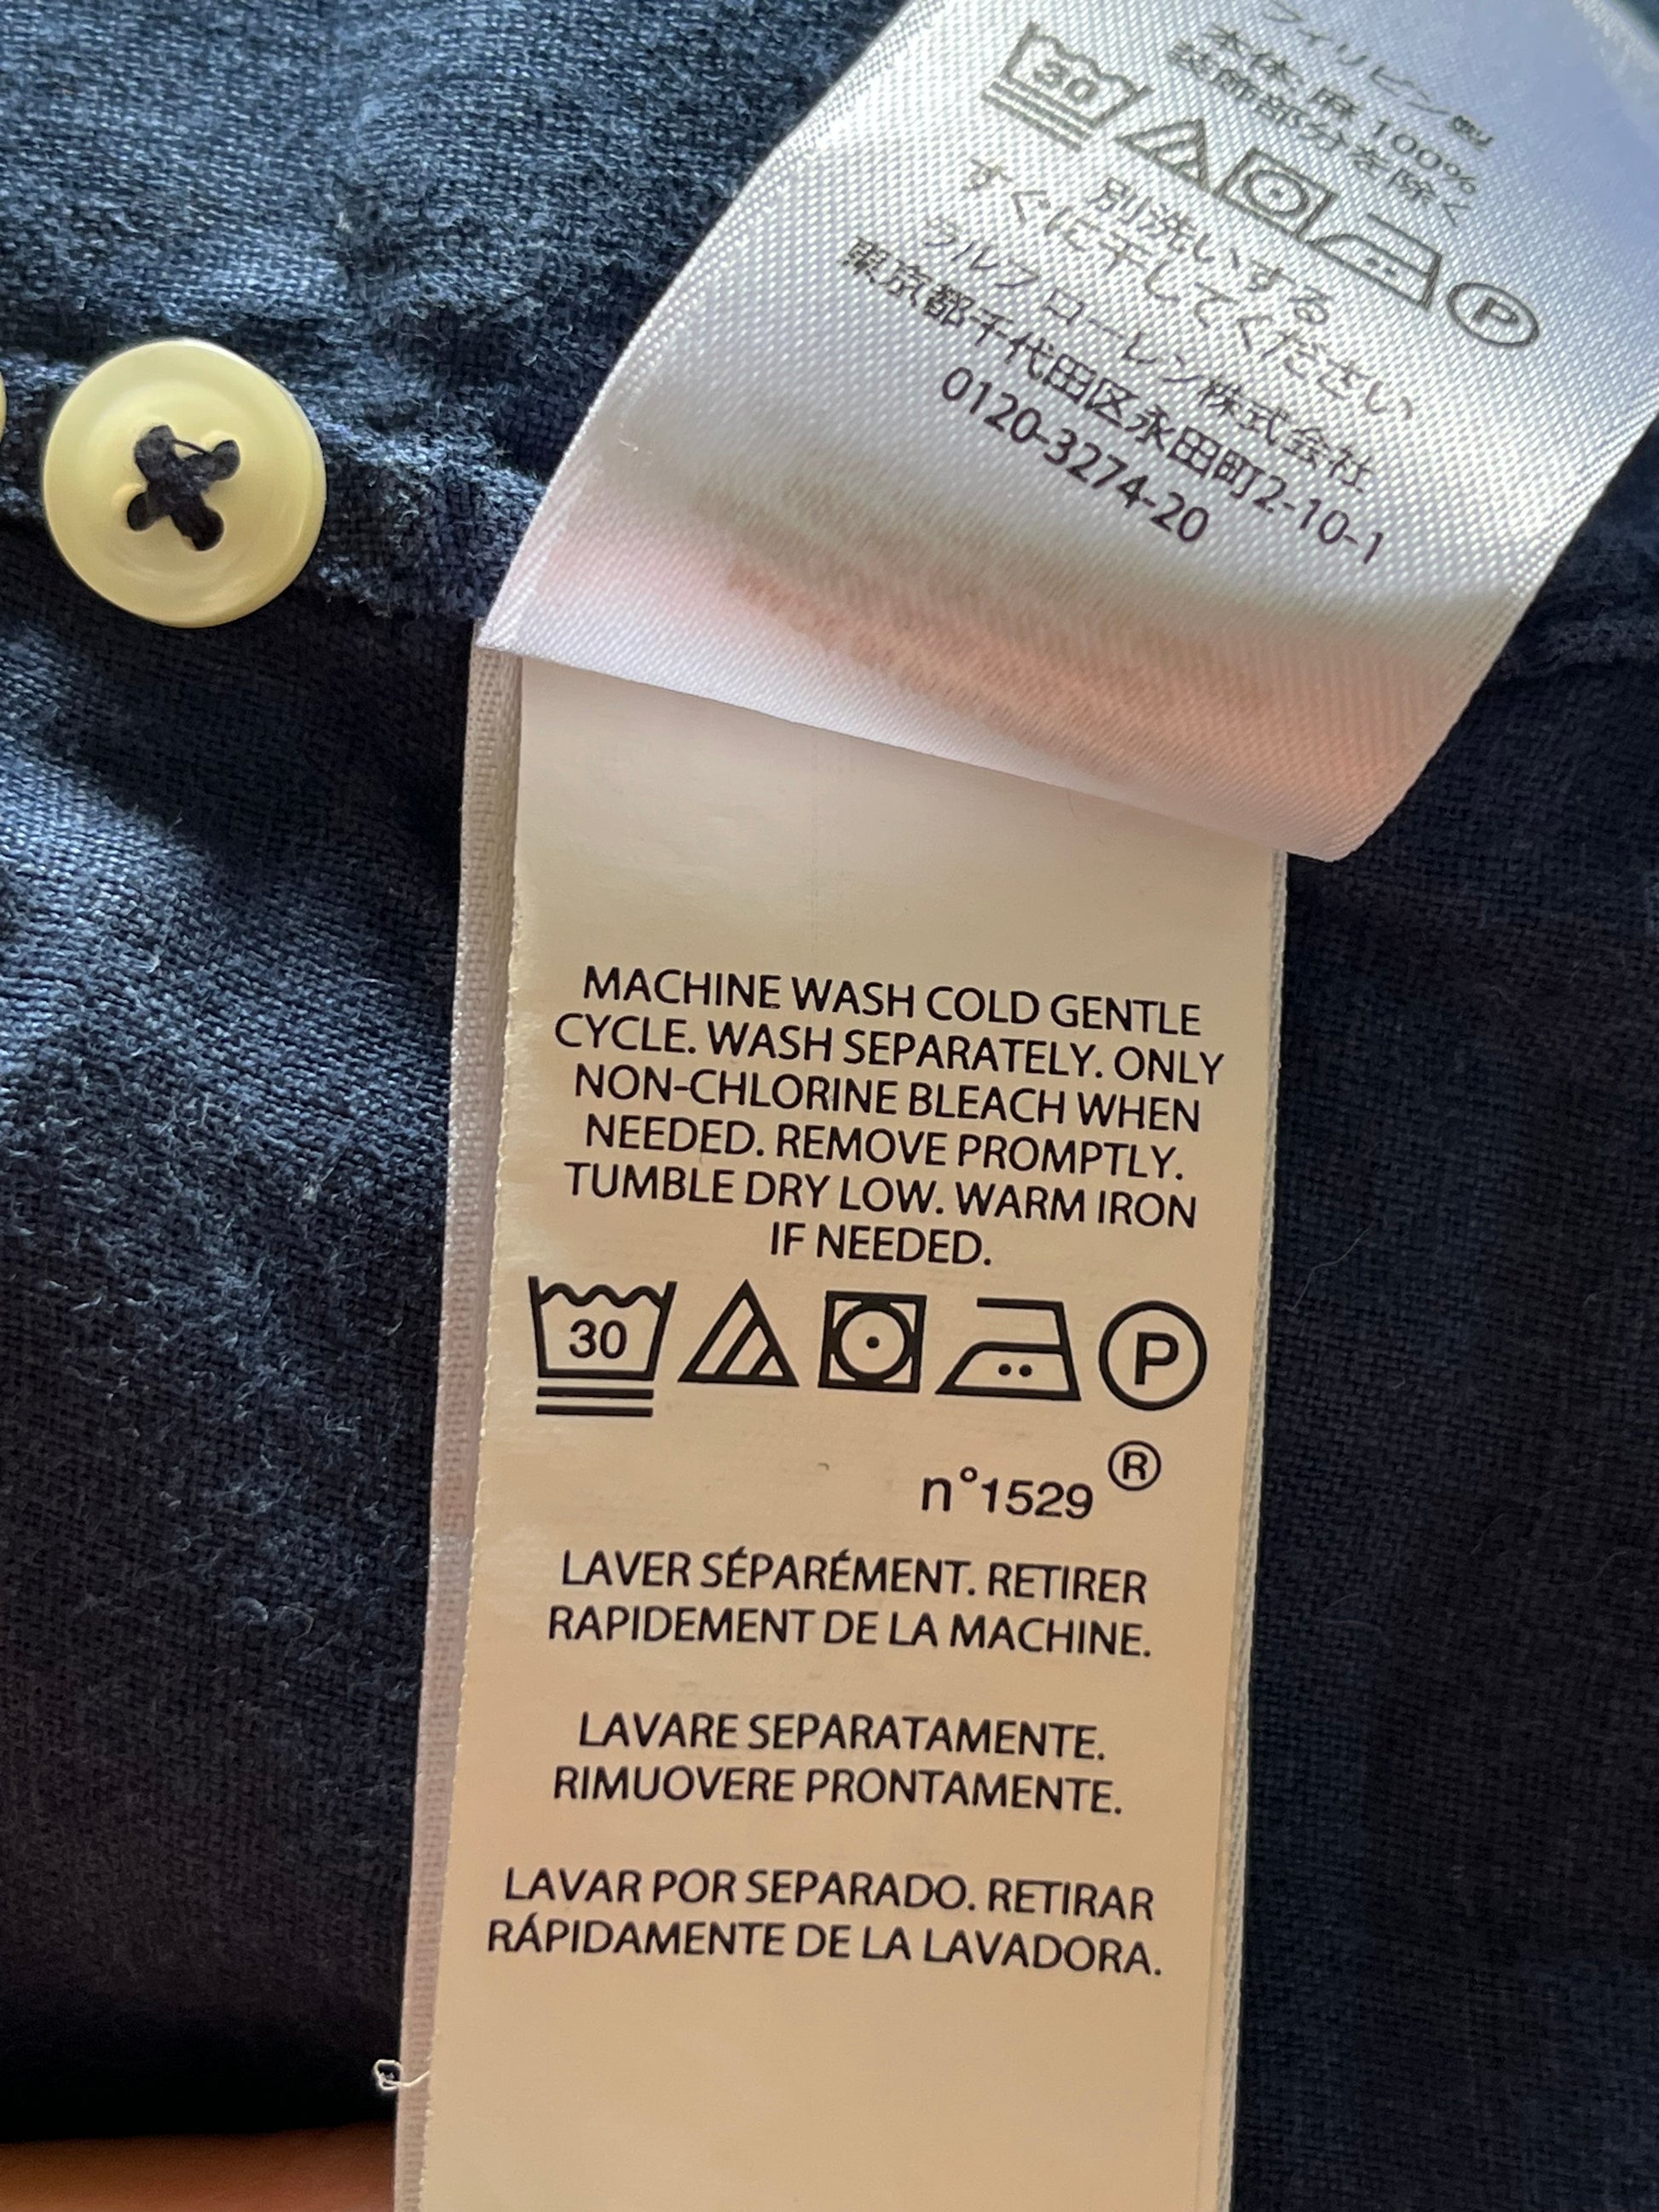 フィリピン製
本体 麻 100%
装飾部分を除く
30
P
別洗いする
すぐに干してください
ラルフ ローレン株式会社
東京都千代田区永田町2-10-1
0120-3274-20
MACHINE WASH COLD GENTLE
CYCLE. WASH SEPARATELY. ONLY
NON-CHLORINE BLEACH WHEN
NEEDED. REMOVE PROMPTLY.
TUMBLE DRY LOW. WARM IRON
IF NEEDED.
30 P
n°1529 ®
LAVER SÉPARÉMENT. RETIRER
RAPIDEMENT DE LA MACHINE.
LAVARE SEPARATAMENTE.
RIMUOVERE PRONTAMENTE.
LAVAR POR SEPARADO. RETIRAR
RÁPIDAMENTE DE LA LAVADORA.